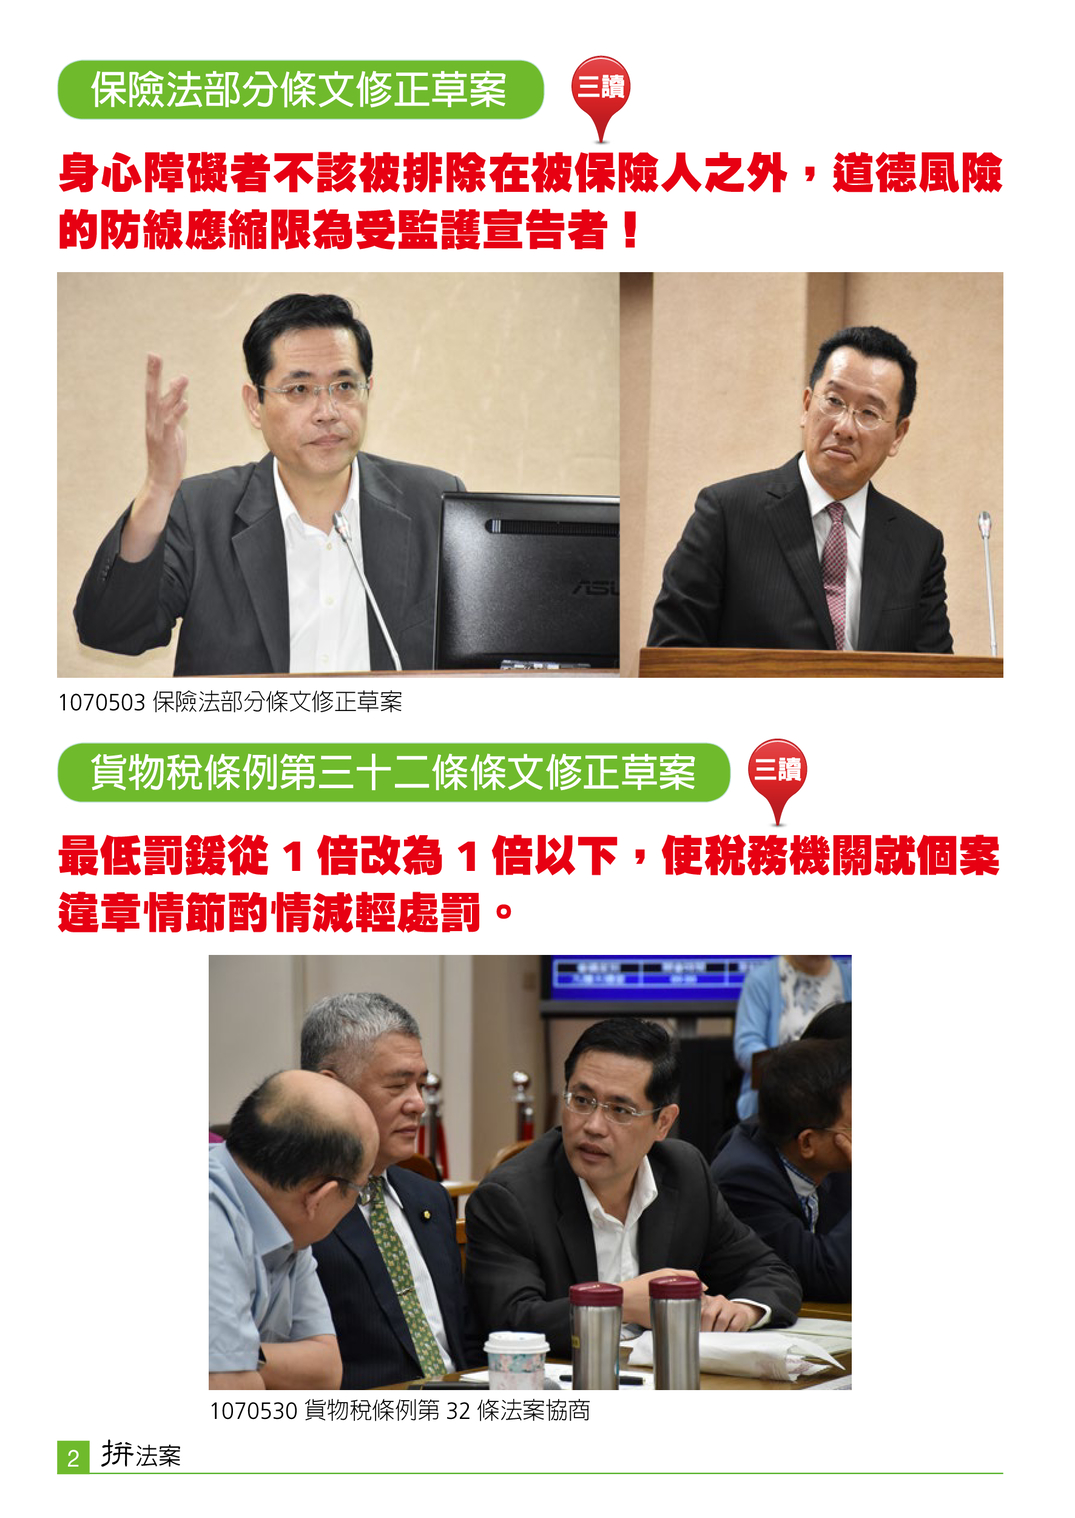 保險法部分條文修正草案
三讀
身心障礙者不該被排除在被保險人之外，道德風險
的防線應縮限為受監護宣告者！
ASU
1070503 保險法部分條文修正草案
貨物稅條例第三十二條條文修正草案
三讀
最低罰鍰從 1 倍改為 1 倍以下，使稅務機關就個案
違章情節酌情減輕處罰。
1070530 貨物稅條例第 32 條法案協商
2 拚法案